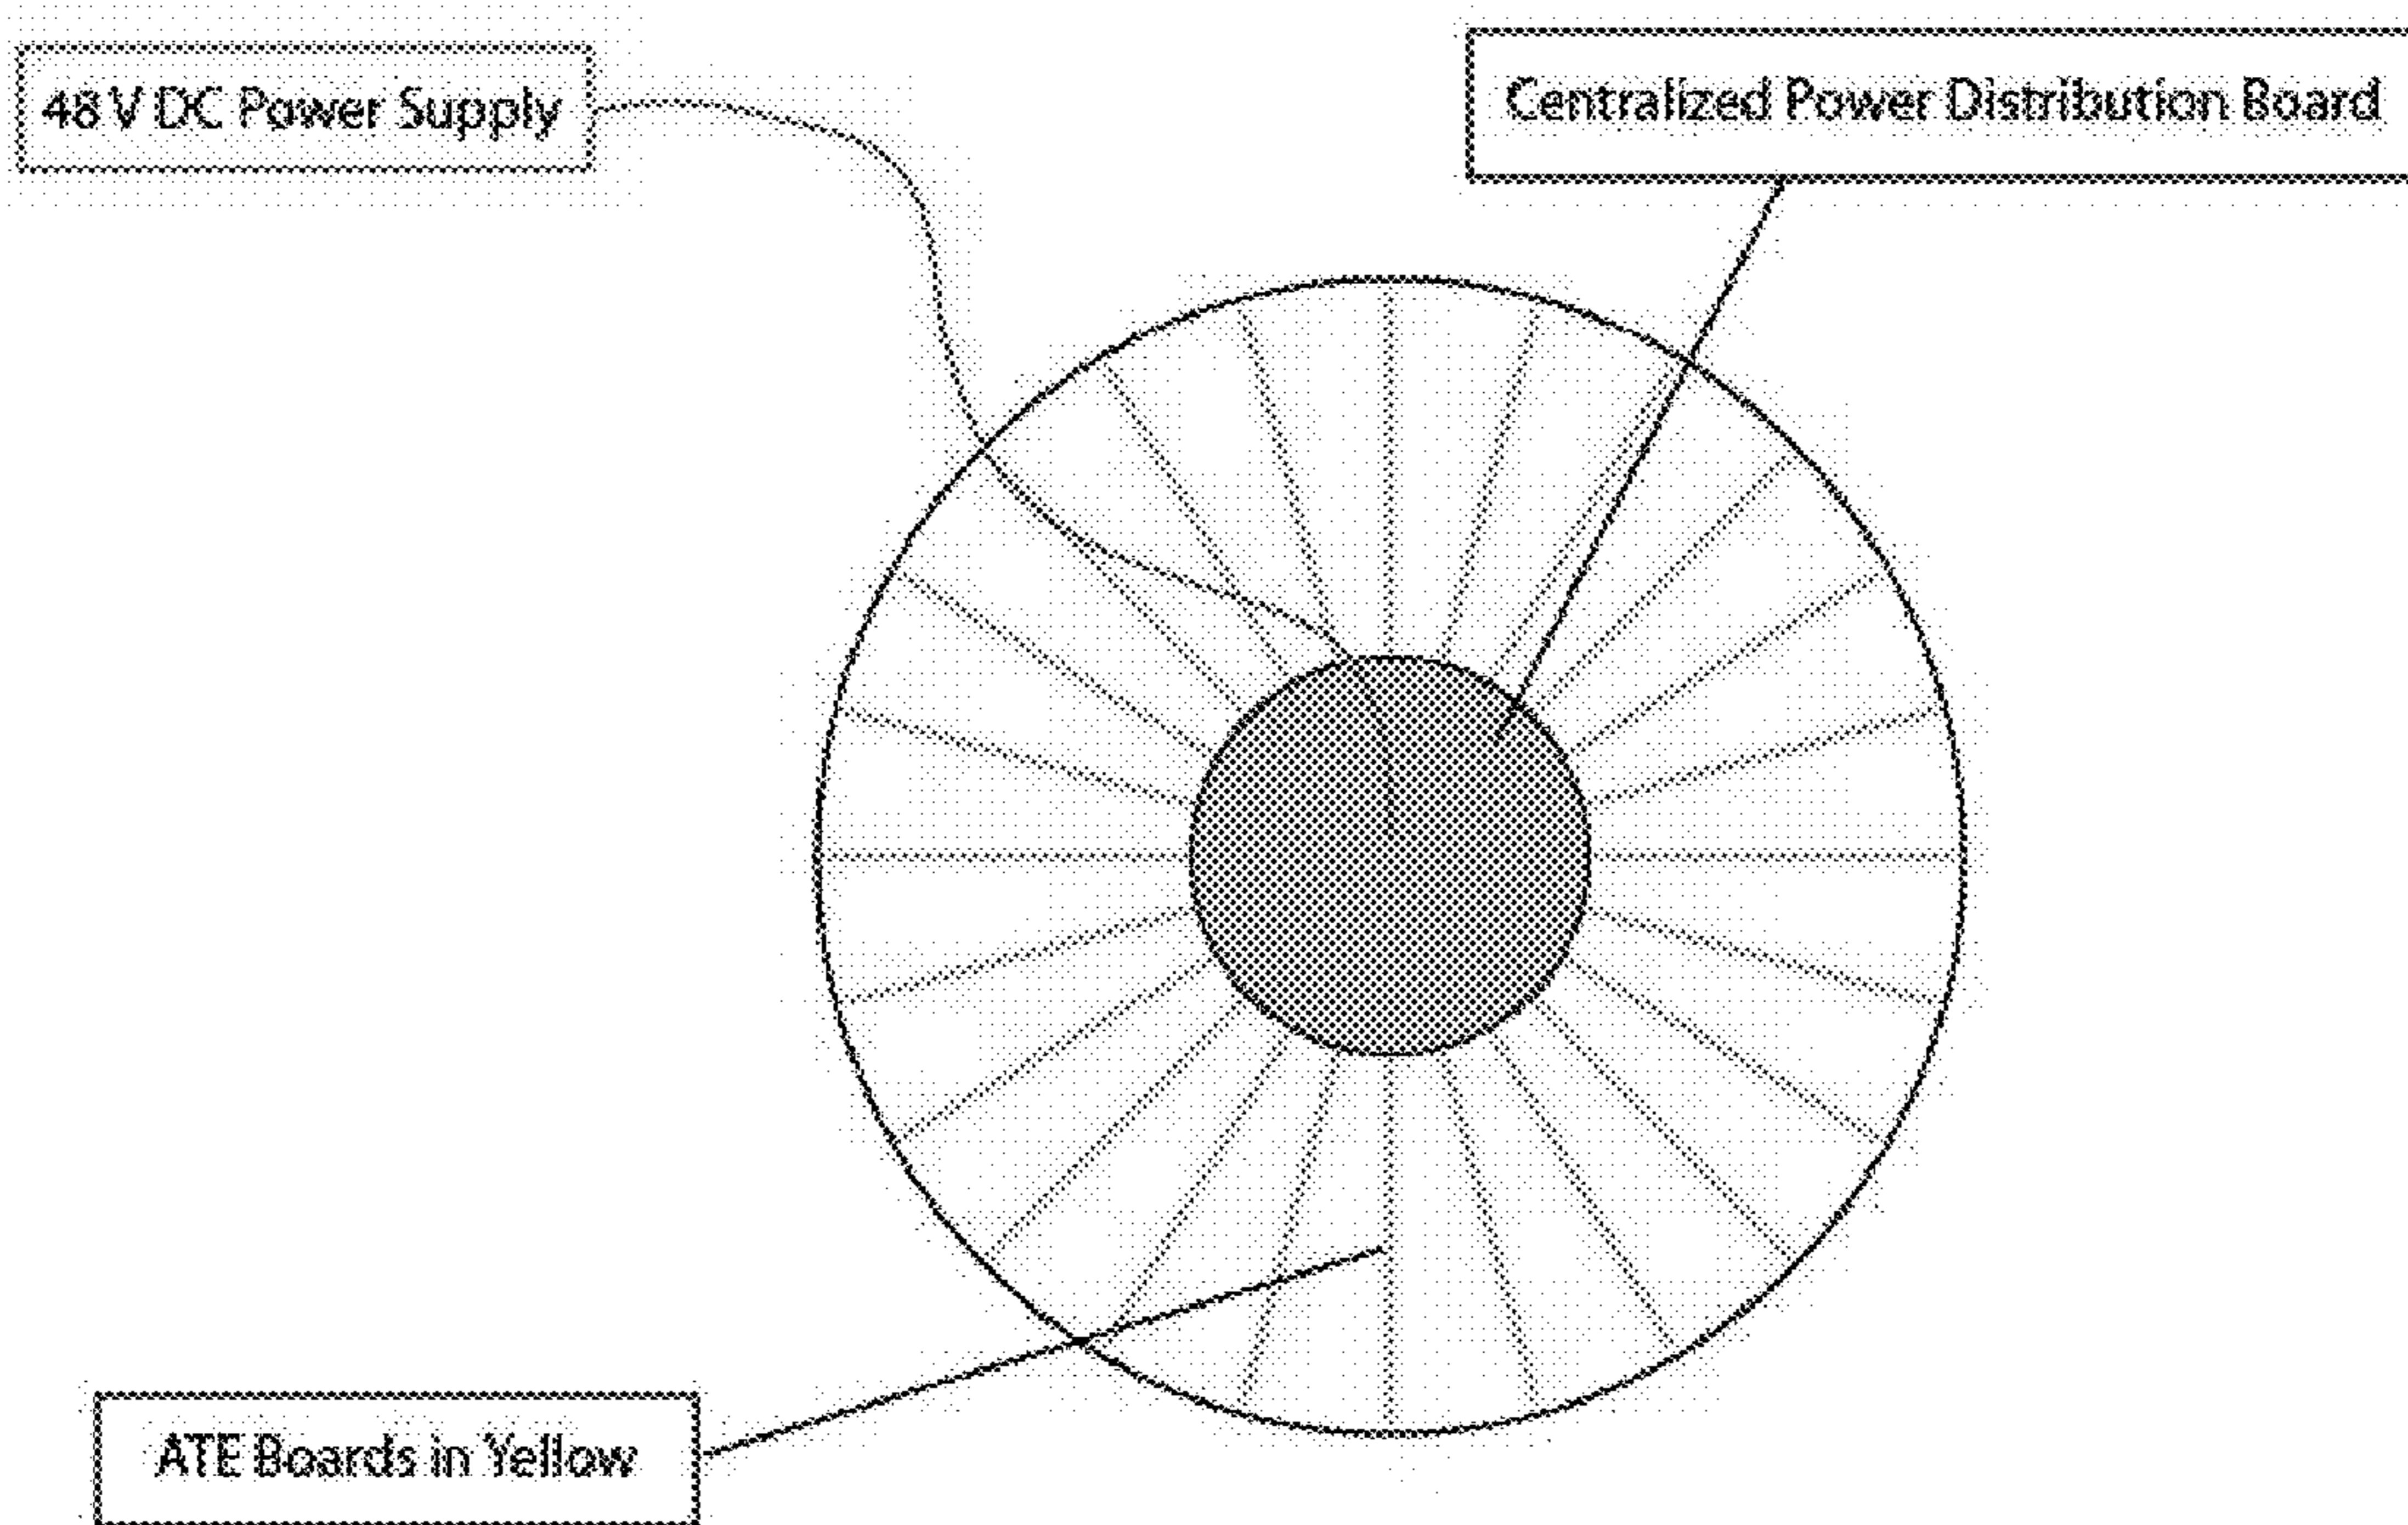 48 V DC Power Supply
Centralized Power Distribution Board
ATE Boards in Yellow